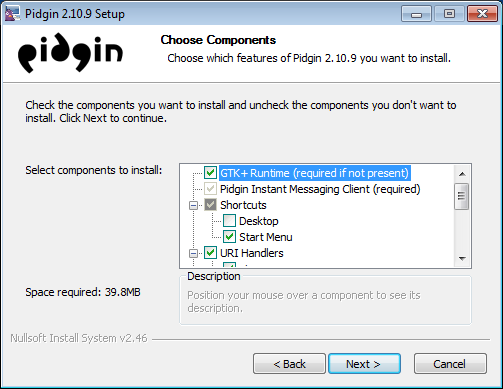 Pidgin 2.10.9 Setup
pidgin
Choose Components
Choose which features of Pidgin 2.10.9 you want to install.
Check the components you want to install and uncheck the components you don't want to
install. Click Next to continue.
Select components to install:
GTK+ Runtime (required if not present)
Pidgin Instant Messaging Client (required)
Shortcuts
Desktop
Start Menu
URI Handlers
Space required: 39.8MB
Description
Position your mouse over a component to see its
description.
Nullsoft Install System v2.46
< Back
Next >
Cancel